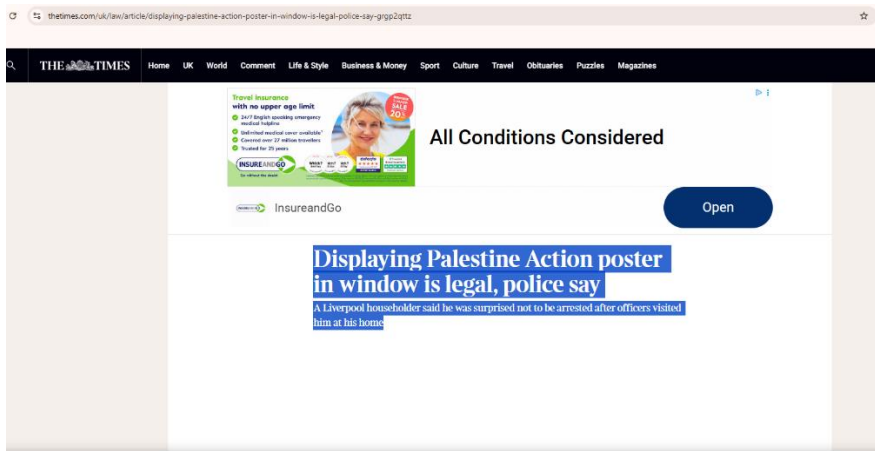 thetimes.com/uk/law/article/displaying-palestine-action-poster-in-window-is-legal-police-say-grgp2qttz
THE TIMES Home UK World Comment Life & Style Business & Money Sport Culture Travel Obituaries Puzzles Magazines
Travel insurance
with no upper age limit
24/7 English speaking emergency
medical helpline
Unlimited medical cover available*
Covered over 27 million travellers
Trusted for 25 years
SALE
20%
INSUREANDGO
All Conditions Considered
InsureandGo
Open
Displaying Palestine Action poster
in window is legal, police say
A Liverpool householder said he was surprised not to be arrested after officers visited
him at his home